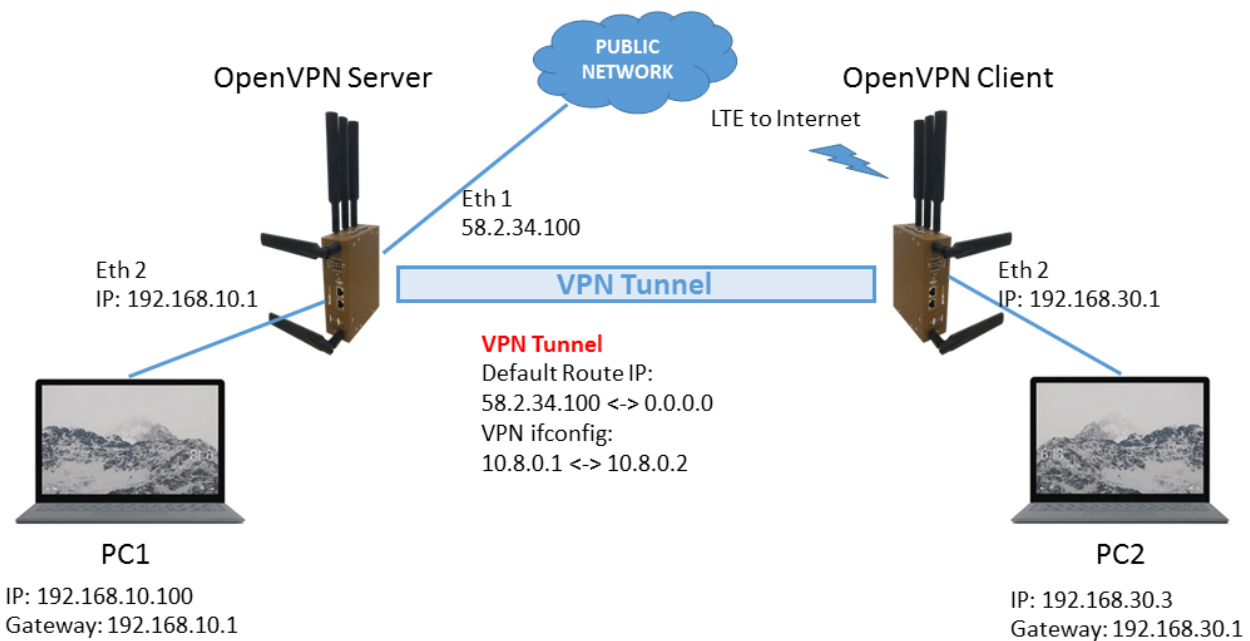 PUBLIC
NETWORK
OpenVPN Server
OpenVPN Client
LTE to Internet
Eth 1
58.2.34.100
Eth 2
IP: 192.168.10.1
VPN Tunnel
Eth 2
IP: 192.168.30.1
VPN Tunnel
Default Route IP:
58.2.34.100 <-> 0.0.0.0
VPN ifconfig:
10.8.0.1 <-> 10.8.0.2
PC1
IP: 192.168.10.100
Gateway: 192.168.10.1
PC2
IP: 192.168.30.3
Gateway: 192.168.30.1